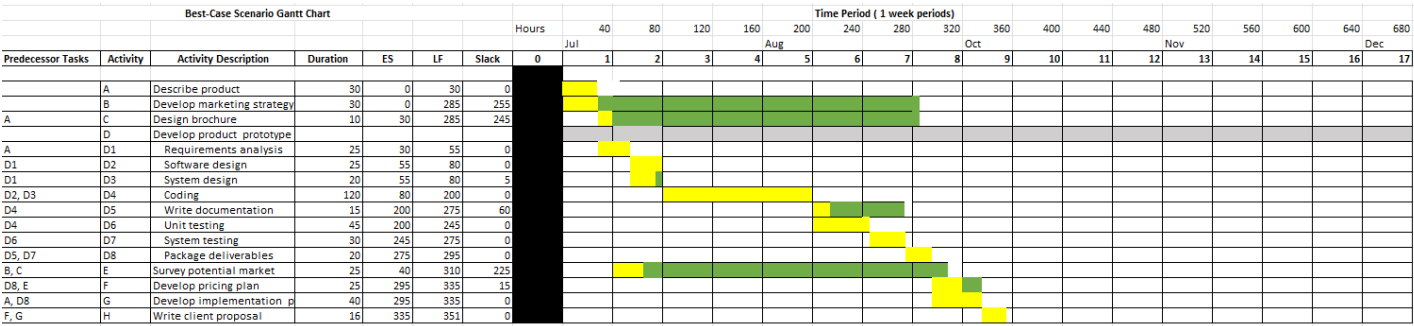 Best-Case Scenario Gantt Chart Time Period ( 1 week periods)
Hours 40 80 120 160 200 240 280 320 360 400 440 480 520 560 600 640 680
Jul Aug Oct Nov Dec
Predecessor Tasks Activity Activity Description Duration ES LF Slack 0 1 2 3 4 5 6 7 8 9 10 11 12 13 14 15 16 17
A Describe product 30 0 30 0
B Develop marketing strategy 30 0 285 255
A C Design brochure 10 30 285 245
D Develop product prototype
A D1 Requirements analysis 25 30 55 0
D1 D2 Software design 25 55 80 0
D1 D3 System design 20 55 80 5
D2, D3 D4 Coding 120 80 200 0
D4 D5 Write documentation 15 200 275 60
D4 D6 Unit testing 45 200 245 0
D6 D7 System testing 30 245 275 0
D5, D7 D8 Package deliverables 20 275 295 0
B, C E Survey potential market 25 40 310 225
D8, E F Develop pricing plan 25 295 335 15
A, D8 G Develop implementation p 40 295 335 0
F, G H Write client proposal 16 335 351 0